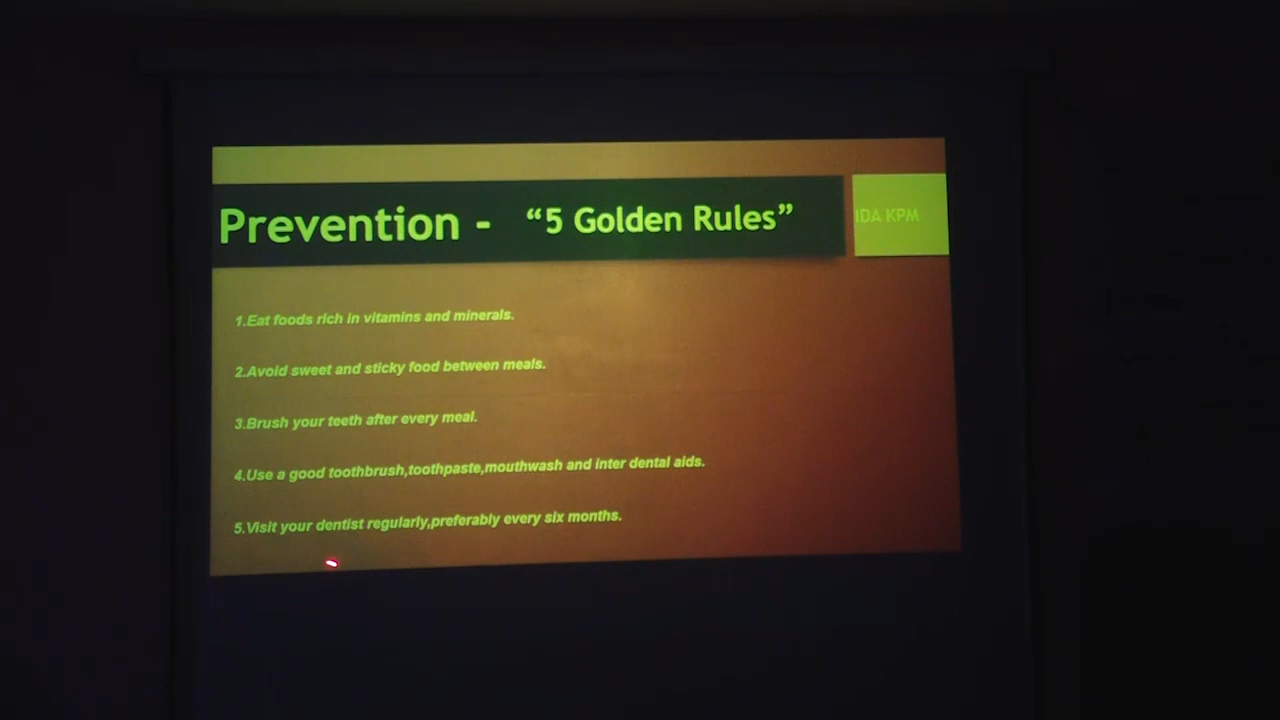 Prevention - “5 Golden Rules”
IDA KPM
1.Eat foods rich in vitamins and minerals.
2.Avoid sweet and sticky food between meals.
3.Brush your teeth after every meal.
4.Use a good toothbrush,toothpaste,mouthwash and inter dental aids.
5.Visit your dentist regularly,preferably every six months.